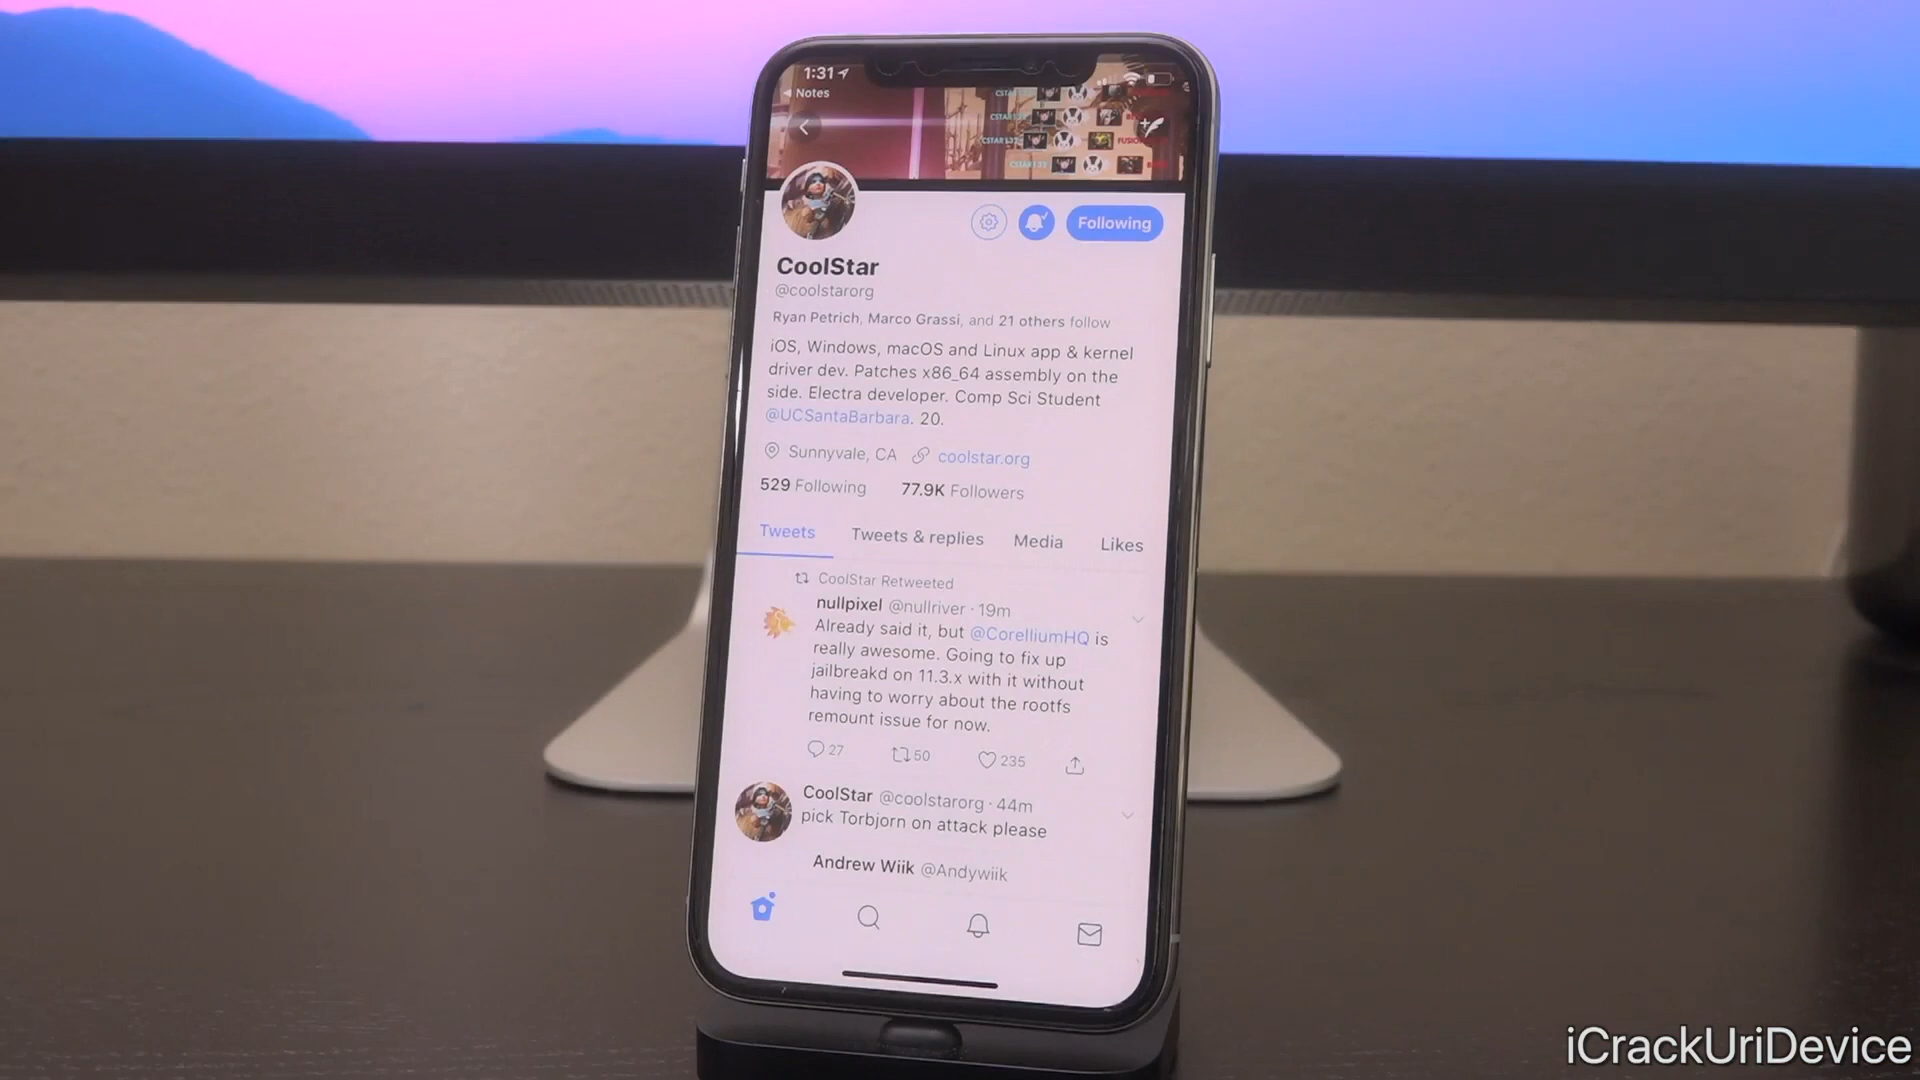 1:31
Notes
CoolStar
@coolstarorg
Following
Ryan Petrich, Marco Grassi, and 21 others follow
iOS, Windows, macOS and Linux app & kernel
driver dev. Patches x86_64 assembly on the
side. Electra developer. Comp Sci Student
@UCSantaBarbara. 20.
Sunnyvale, CA coolstar.org
529 Following 77.9K Followers
Tweets Tweets & replies Media Likes
CoolStar Retweeted
nullpixel @nullriver · 19m
Already said it, but @CorelliumHQ is
really awesome. Going to fix up
jailbreakd on 11.3.x with it without
having to worry about the rootfs
remount issue for now.
27 50 235
CoolStar @coolstarorg · 44m
pick Torbjorn on attack please
Andrew Wiik @Andywiik
iCrackUriDevice